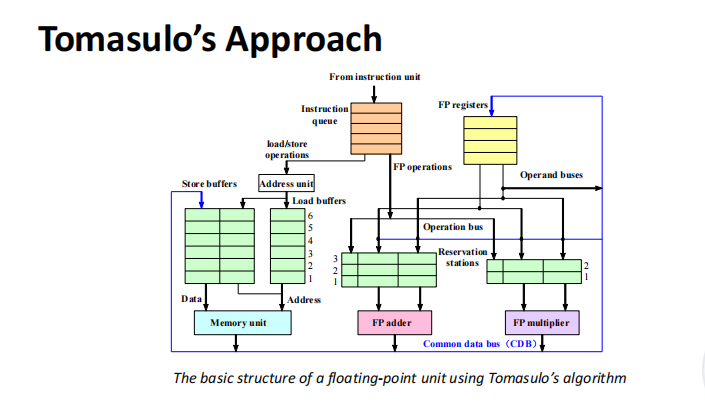 Tomasulo's Approach
From instruction unit
Instruction
queue
FP registers
load/store
operations
FP operations
Operand buses
Store buffers
Address unit
Load buffers
6
5
4
3
2
1
Operation bus
Reservation
stations
3
2
1
2
1
Data
Address
Memory unit
FP adder
FP multiplier
Common data bus（CDB）
The basic structure of a floating-point unit using Tomasulo's algorithm